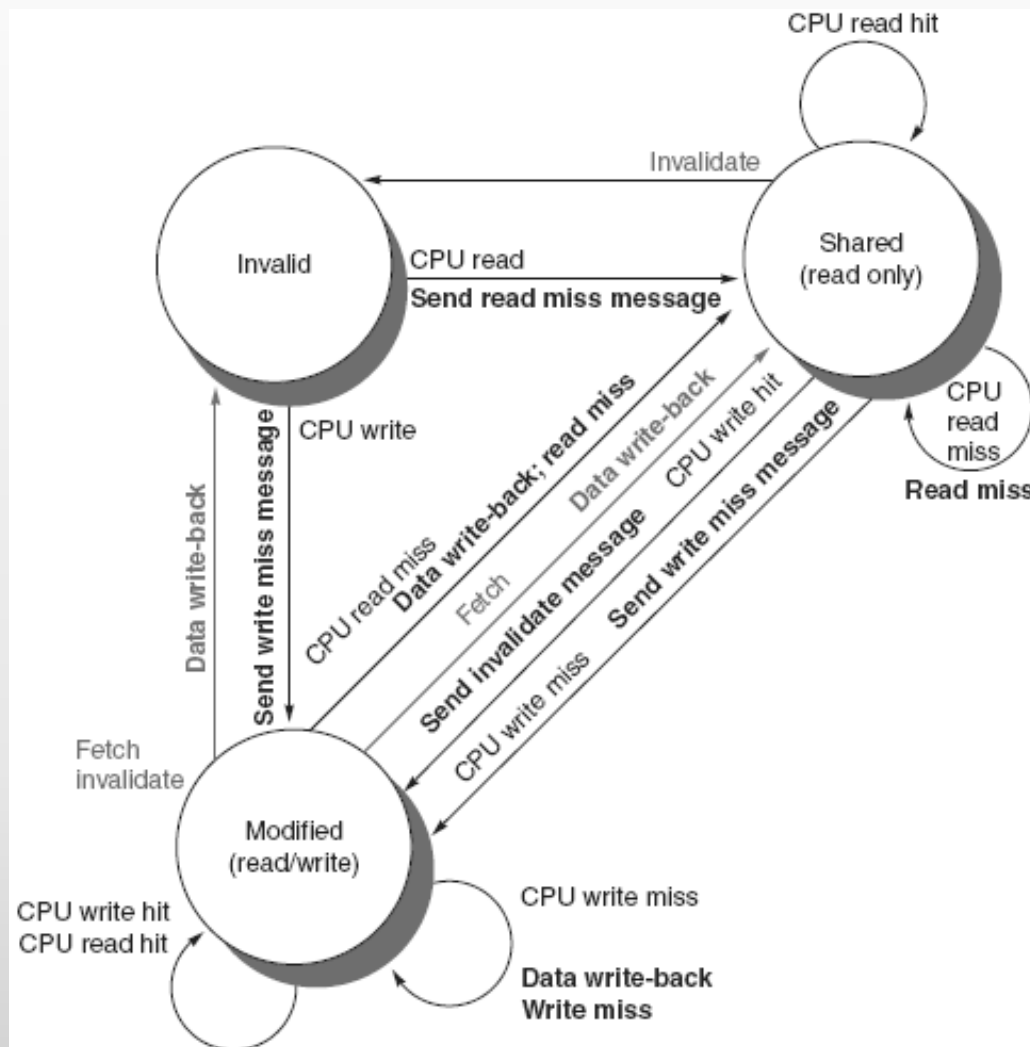 CPU read hit
Invalidate
Invalid
Shared
(read only)
CPU read
Send read miss message
CPU
read
miss
Read miss
CPU write
Send write miss message
Data write-back
Fetch
invalidate
CPU read miss
Data write-back; read miss
Fetch
Data write-back
Send invalidate message
CPU write hit
CPU write miss
Send write miss message
Modified
(read/write)
CPU write hit
CPU read hit
CPU write miss
Data write-back
Write miss